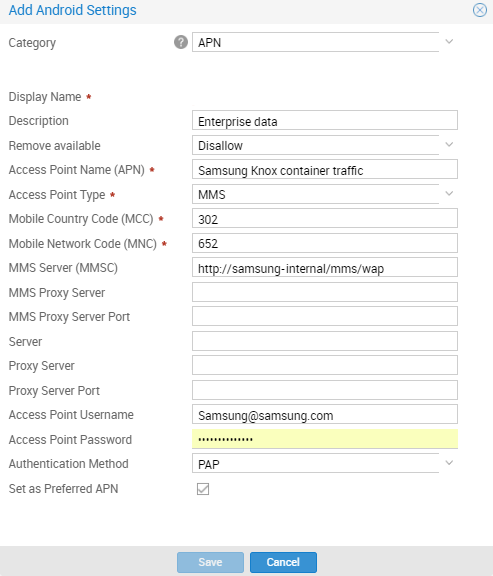 Add Android Settings
Category ? APN
Display Name *
Description Enterprise data
Remove available Disallow
Access Point Name (APN) * Samsung Knox container traffic
Access Point Type * MMS
Mobile Country Code (MCC) * 302
Mobile Network Code (MNC) * 652
MMS Server (MMSC) http://samsung-internal/mms/wap
MMS Proxy Server
MMS Proxy Server Port
Server
Proxy Server
Proxy Server Port
Access Point Username Samsung@samsung.com
Access Point Password ••••••••••••••
Authentication Method PAP
Set as Preferred APN
Save Cancel